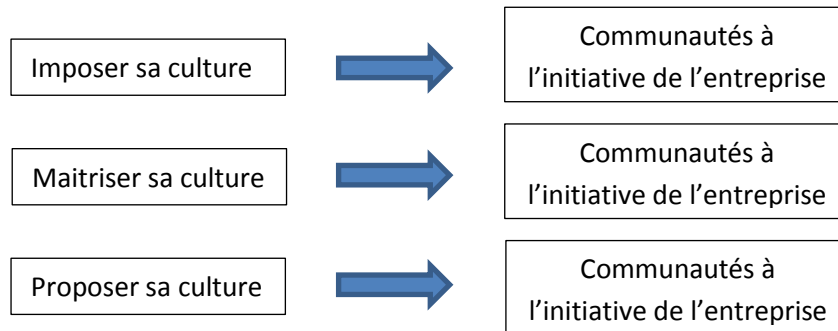 Imposer sa culture
Communautés à
l'initiative de l'entreprise
Maitriser sa culture
Communautés à
l'initiative de l'entreprise
Proposer sa culture
Communautés à
l'initiative de l'entreprise